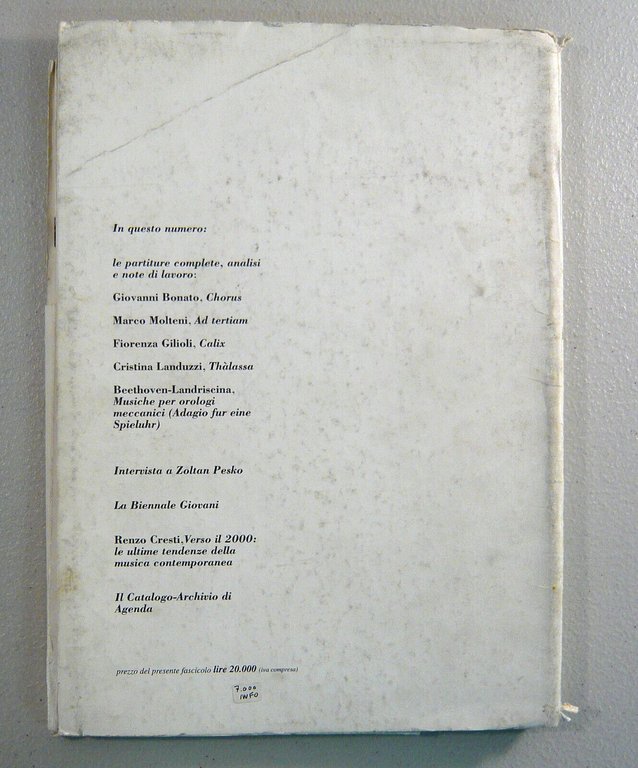 In questo numero:
le partiture complete, analisi
e note di lavoro:
Giovanni Bonato, Chorus
Marco Molteni, Ad tertiam
Fiorenza Gilioli, Calix
Cristina Landuzzi, Thàlassa
Beethoven-Landriscina,
Musiche per orologi
meccanici (Adagio fur eine
Spieluhr)
Intervista a Zoltan Pesko
La Biennale Giovani
Renzo Cresti,Verso il 2000:
le ultime tendenze della
musica contemporanea
Il Catalogo-Archivio di
Agenda
prezzo del presente fascicolo lire 20.000 (iva compresa)
7.000
INFO